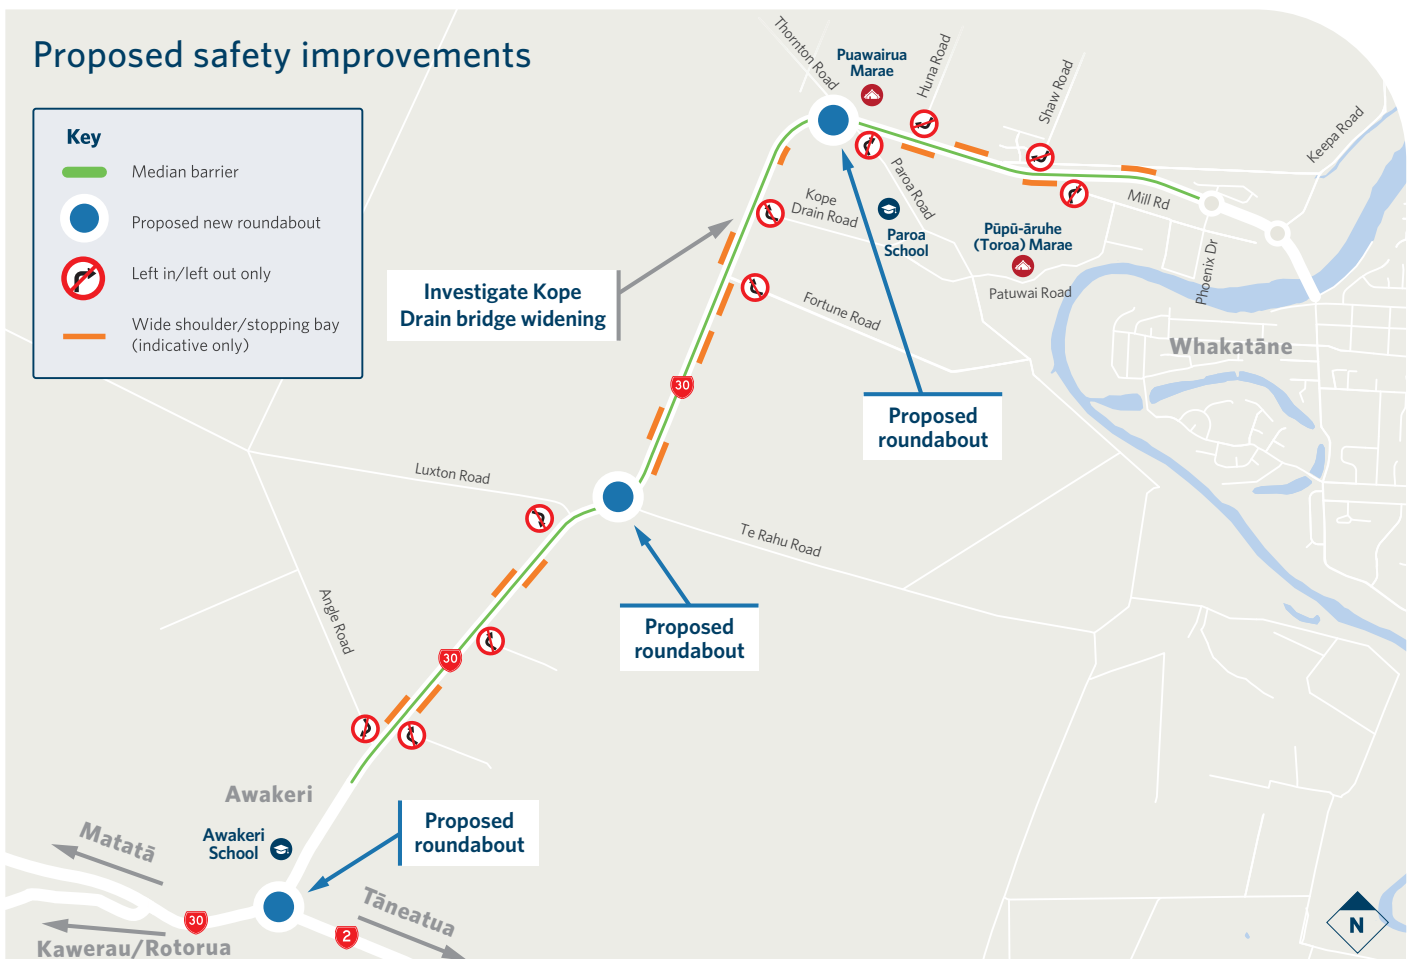 Proposed safety improvements
Key
Median barrier
Proposed new roundabout
Left in/left out only
Wide shoulder/stopping bay
(indicative only)
Thornton Road
Puawairua
Marae
Huna Road
Shaw Road
Keepa Road
Paroa Road
Kope
Drain Road
Paroa
School
Mill Rd
Pūpū-āruhe
(Toroa) Marae
Phoenix Dr
Patuwai Road
Whakatāne
Investigate Kope
Drain bridge widening
Fortune Road
30
Proposed
roundabout
Luxton Road
Te Rahu Road
Angle Road
Proposed
roundabout
30
Awakeri
Awakeri
School
Proposed
roundabout
Matatā
Tāneatua
30
2
Kawerau/Rotorua
N